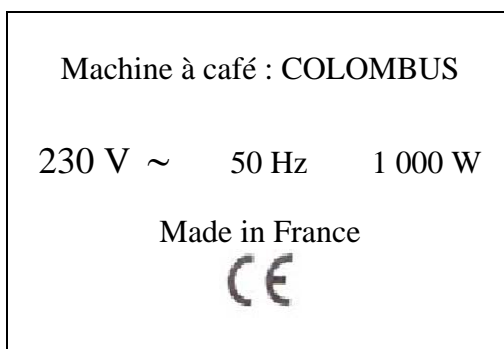 Machine à café : COLOMBUS
230 V ~ 50 Hz 1 000 W
Made in France
CE